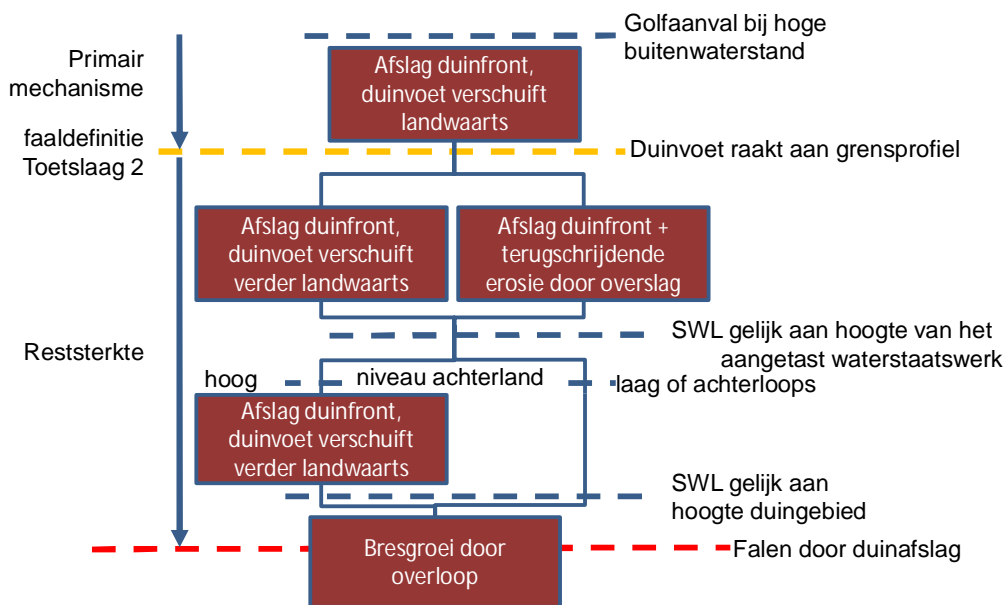 Golfaanval bij hoge
buitenwaterstand
Primair
mechanisme
Afslag duinfront,
duinvoet verschuift
landwaarts
faaldefinitie
Toetslaag 2
Duinvoet raakt aan grensprofiel
Afslag duinfront,
duinvoet verschuift
verder landwaarts
Afslag duinfront +
terugschrijdende
erosie door overslag
Reststerkte
SWL gelijk aan hoogte van het
aangetast waterstaatswerk
hoog
niveau achterland
laag of achterloops
Afslag duinfront,
duinvoet verschuift
verder landwaarts
SWL gelijk aan
hoogte duingebied
Bresgroei door
overloop
Falen door duinafslag